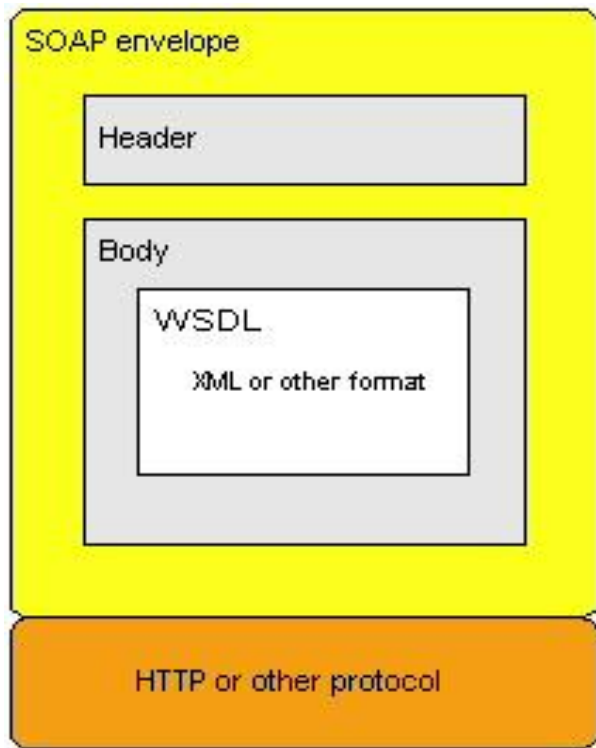 SOAP envelope
Header
Body
WSDL
XML or other format
HTTP or other protocol